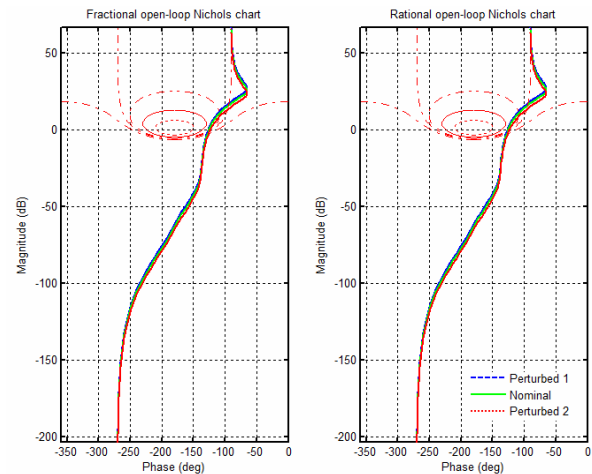 Fractional open-loop Nichols chart
50
0
-50
-100
-150
-200
Magnitude (dB)
-350 -300 -250 -200 -150 -100 -50 0
Phase (deg)
Rational open-loop Nichols chart
50
0
-50
-100
-150
-200
Magnitude (dB)
Perturbed 1
Nominal
Perturbed 2
-350 -300 -250 -200 -150 -100 -50 0
Phase (deg)